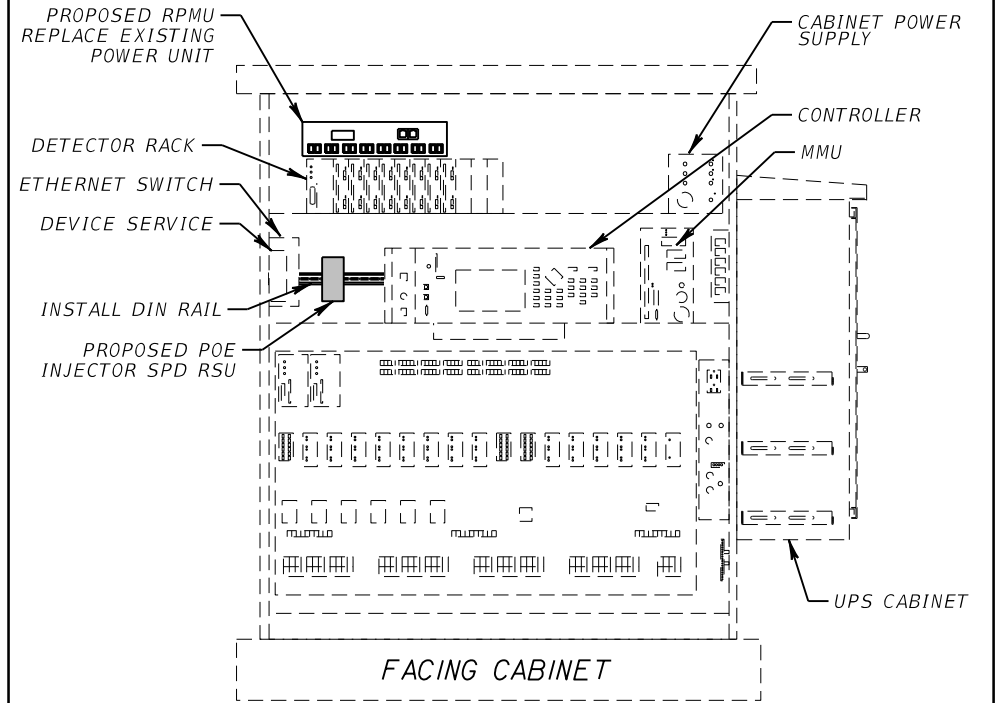 PROPOSED RPMU
REPLACE EXISTING
POWER UNIT
CABINET POWER
SUPPLY
CONTROLLER
DETECTOR RACK
MMU
ETHERNET SWITCH
DEVICE SERVICE
INSTALL DIN RAIL
PROPOSED POE
INJECTOR SPD RSU
UPS CABINET
FACING CABINET